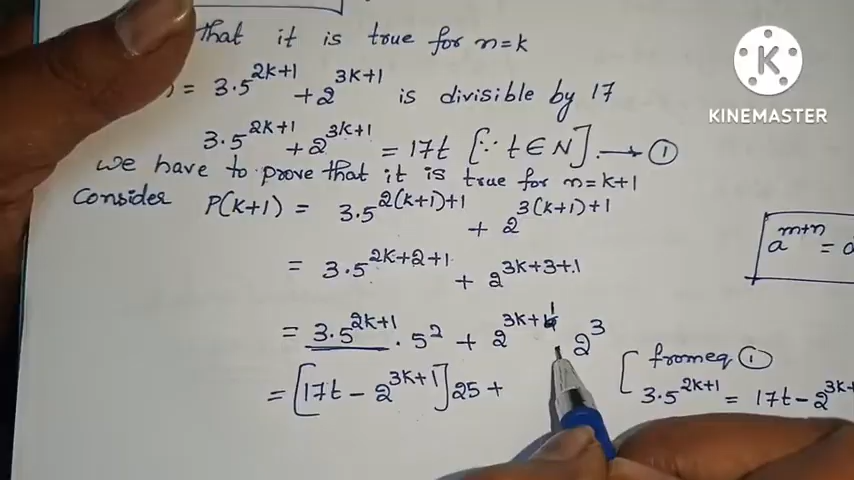 that it is true for n=k
= 3·5^{2k+1} + 2^{3k+1} is divisible by 17
3·5^{2k+1} + 2^{3k+1} = 17t [∵ t∈N]. → ①
we have to prove that it is true for n=k+1
Consider P(k+1) = 3·5^{2(k+1)+1} + 2^{3(k+1)+1}
a^{m+n} = a
= 3·5^{2k+2+1} + 2^{3k+3+1}
= 3·5^{2k+1} · 5^2 + 2^{3k+1} 2^3
from eq ①
3·5^{2k+1} = 17t - 2^{3k
= [17t - 2^{3k+1}] 25 +
K
KINEMASTER